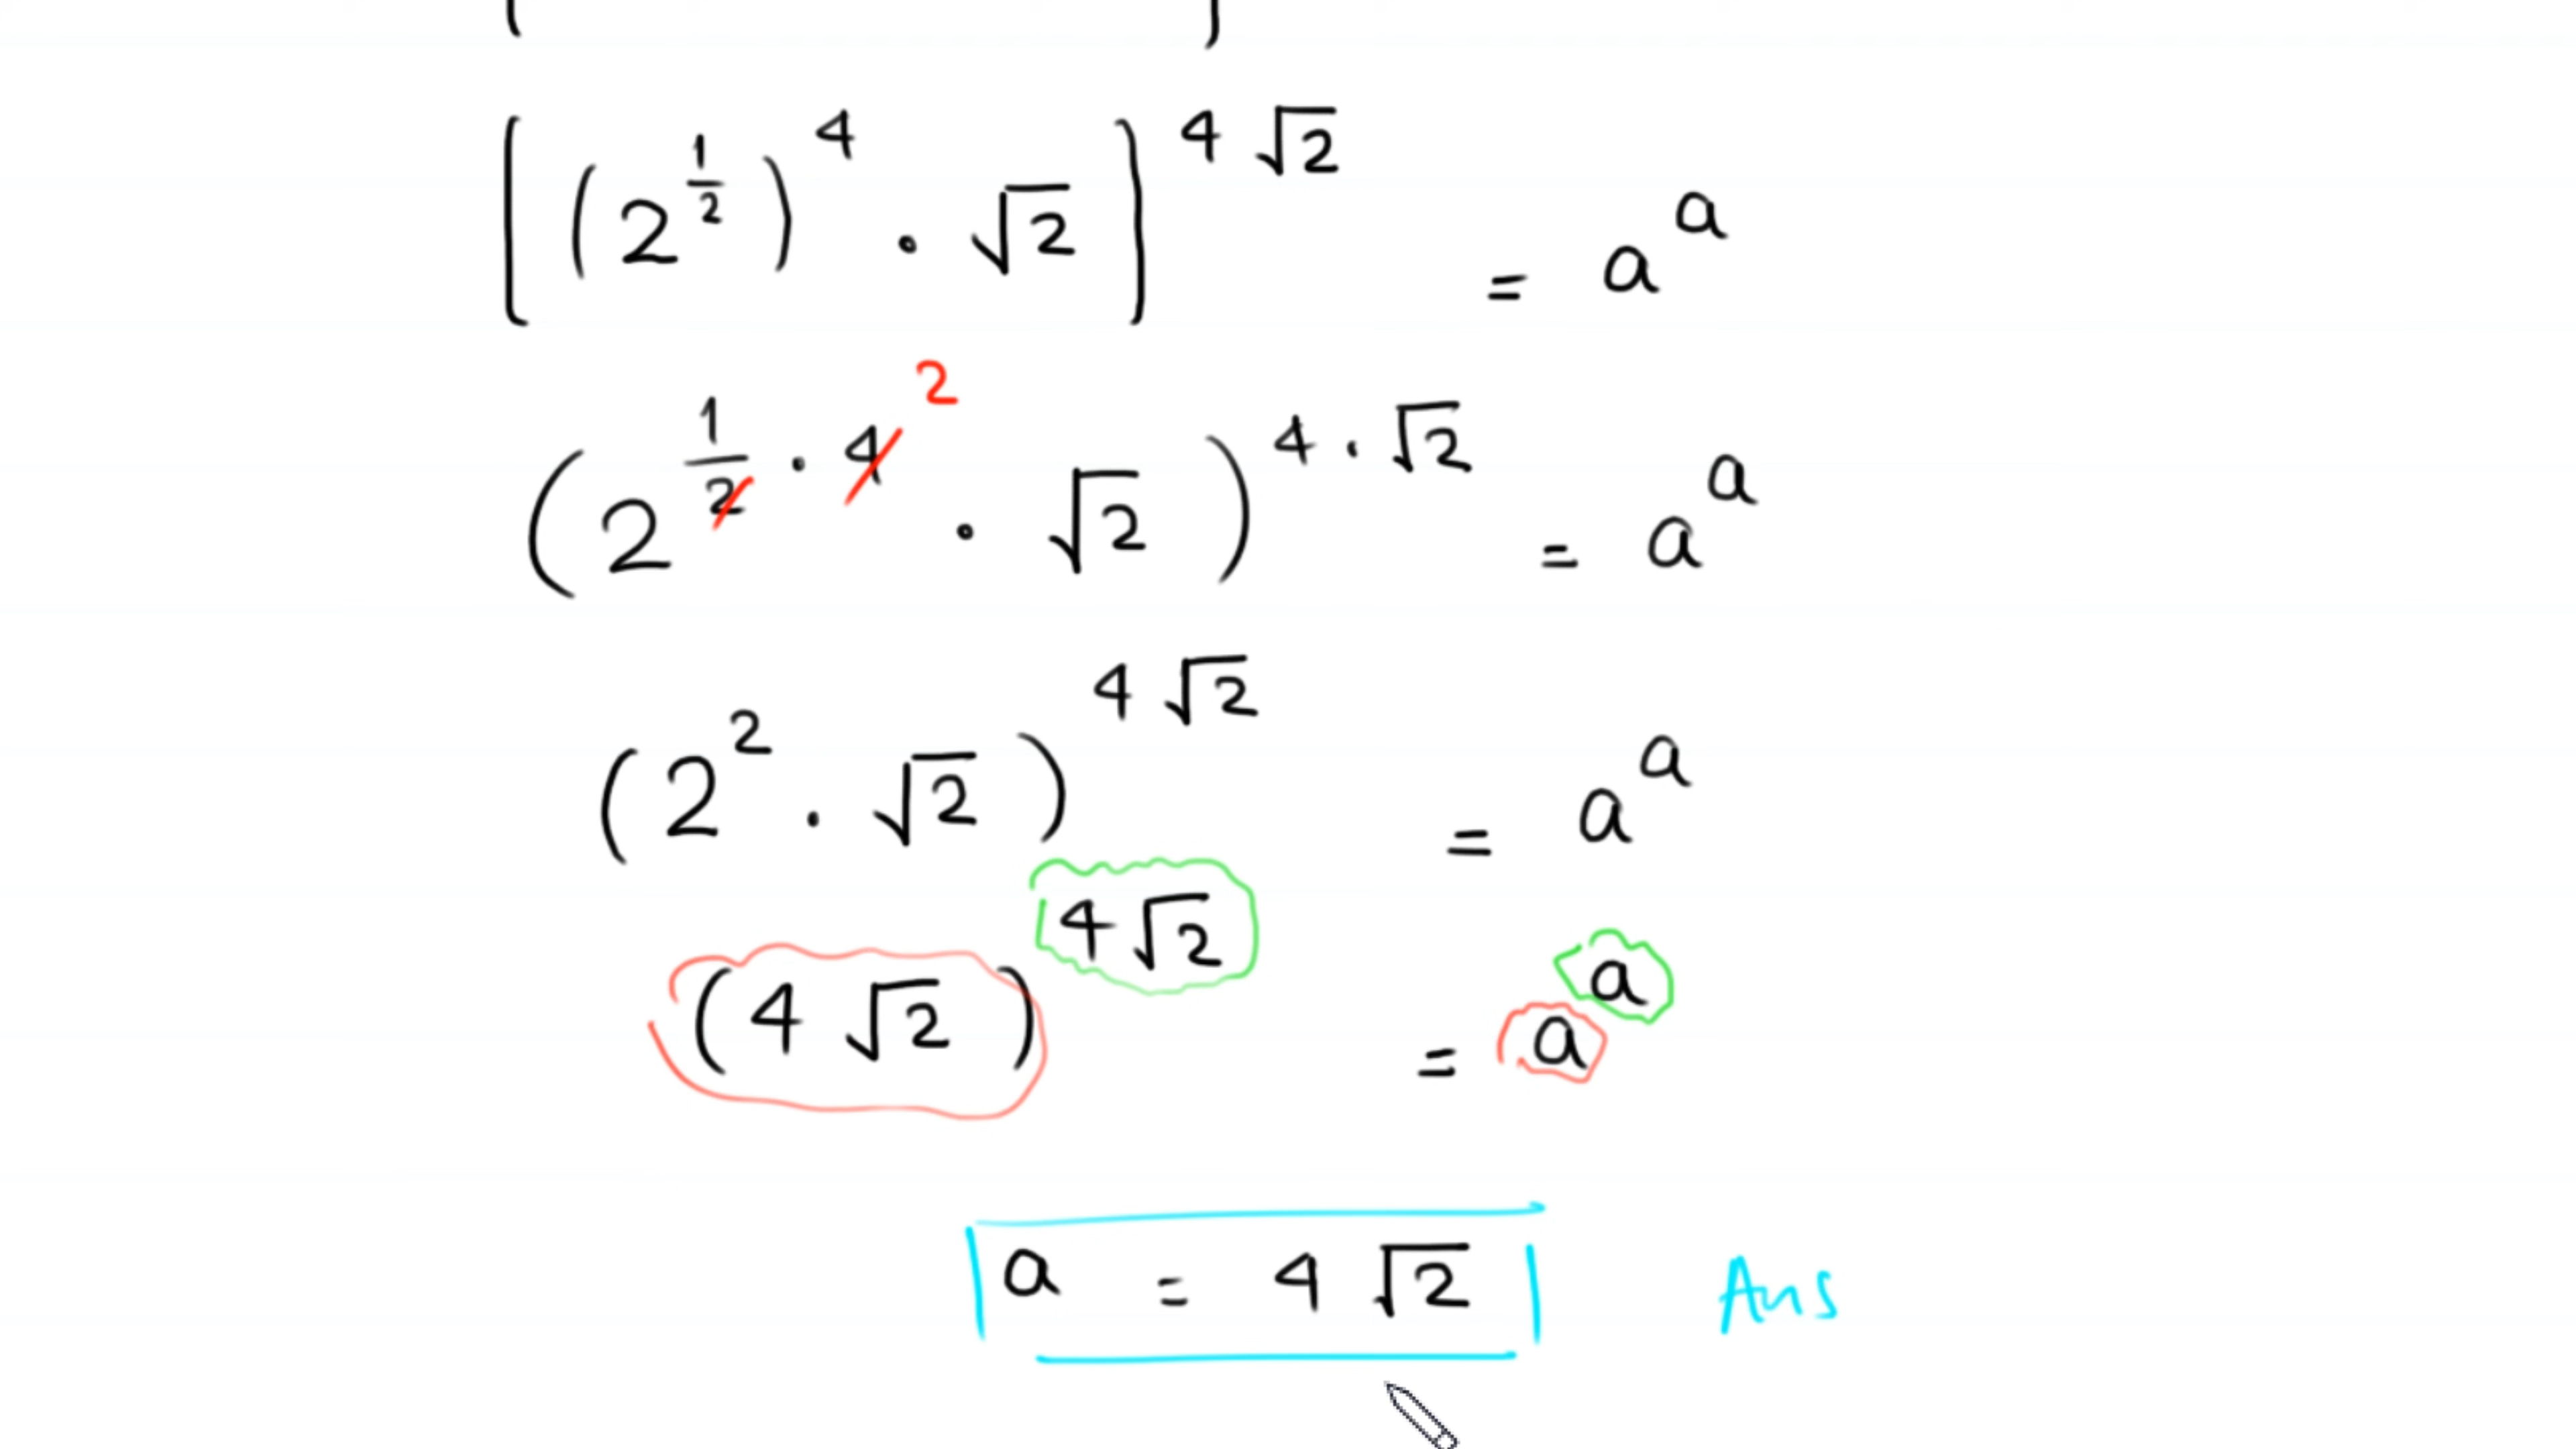 [(2^{1/2})^4 · √2]^{4√2} = a^a
(2^{1/2 · 4} 2 · √2)^{4 · √2} = a^a
(2^2 · √2)^{4√2} = a^a
(4√2)^{4√2} = a^a
a = 4√2 Ans